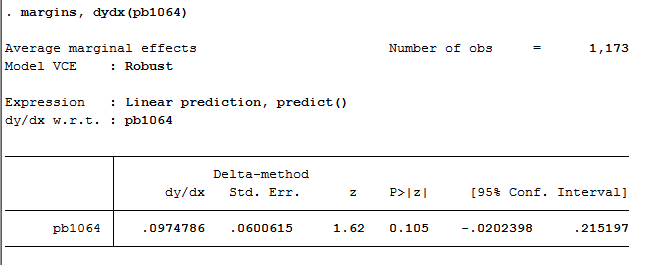 . margins, dydx(pb1064)
Average marginal effects Number of obs = 1,173
Model VCE : Robust
Expression : Linear prediction, predict()
dy/dx w.r.t. : pb1064
Delta-method
dy/dx Std. Err. z P>|z| [95% Conf. Interval]
pb1064 .0974786 .0600615 1.62 0.105 -.0202398 .215197